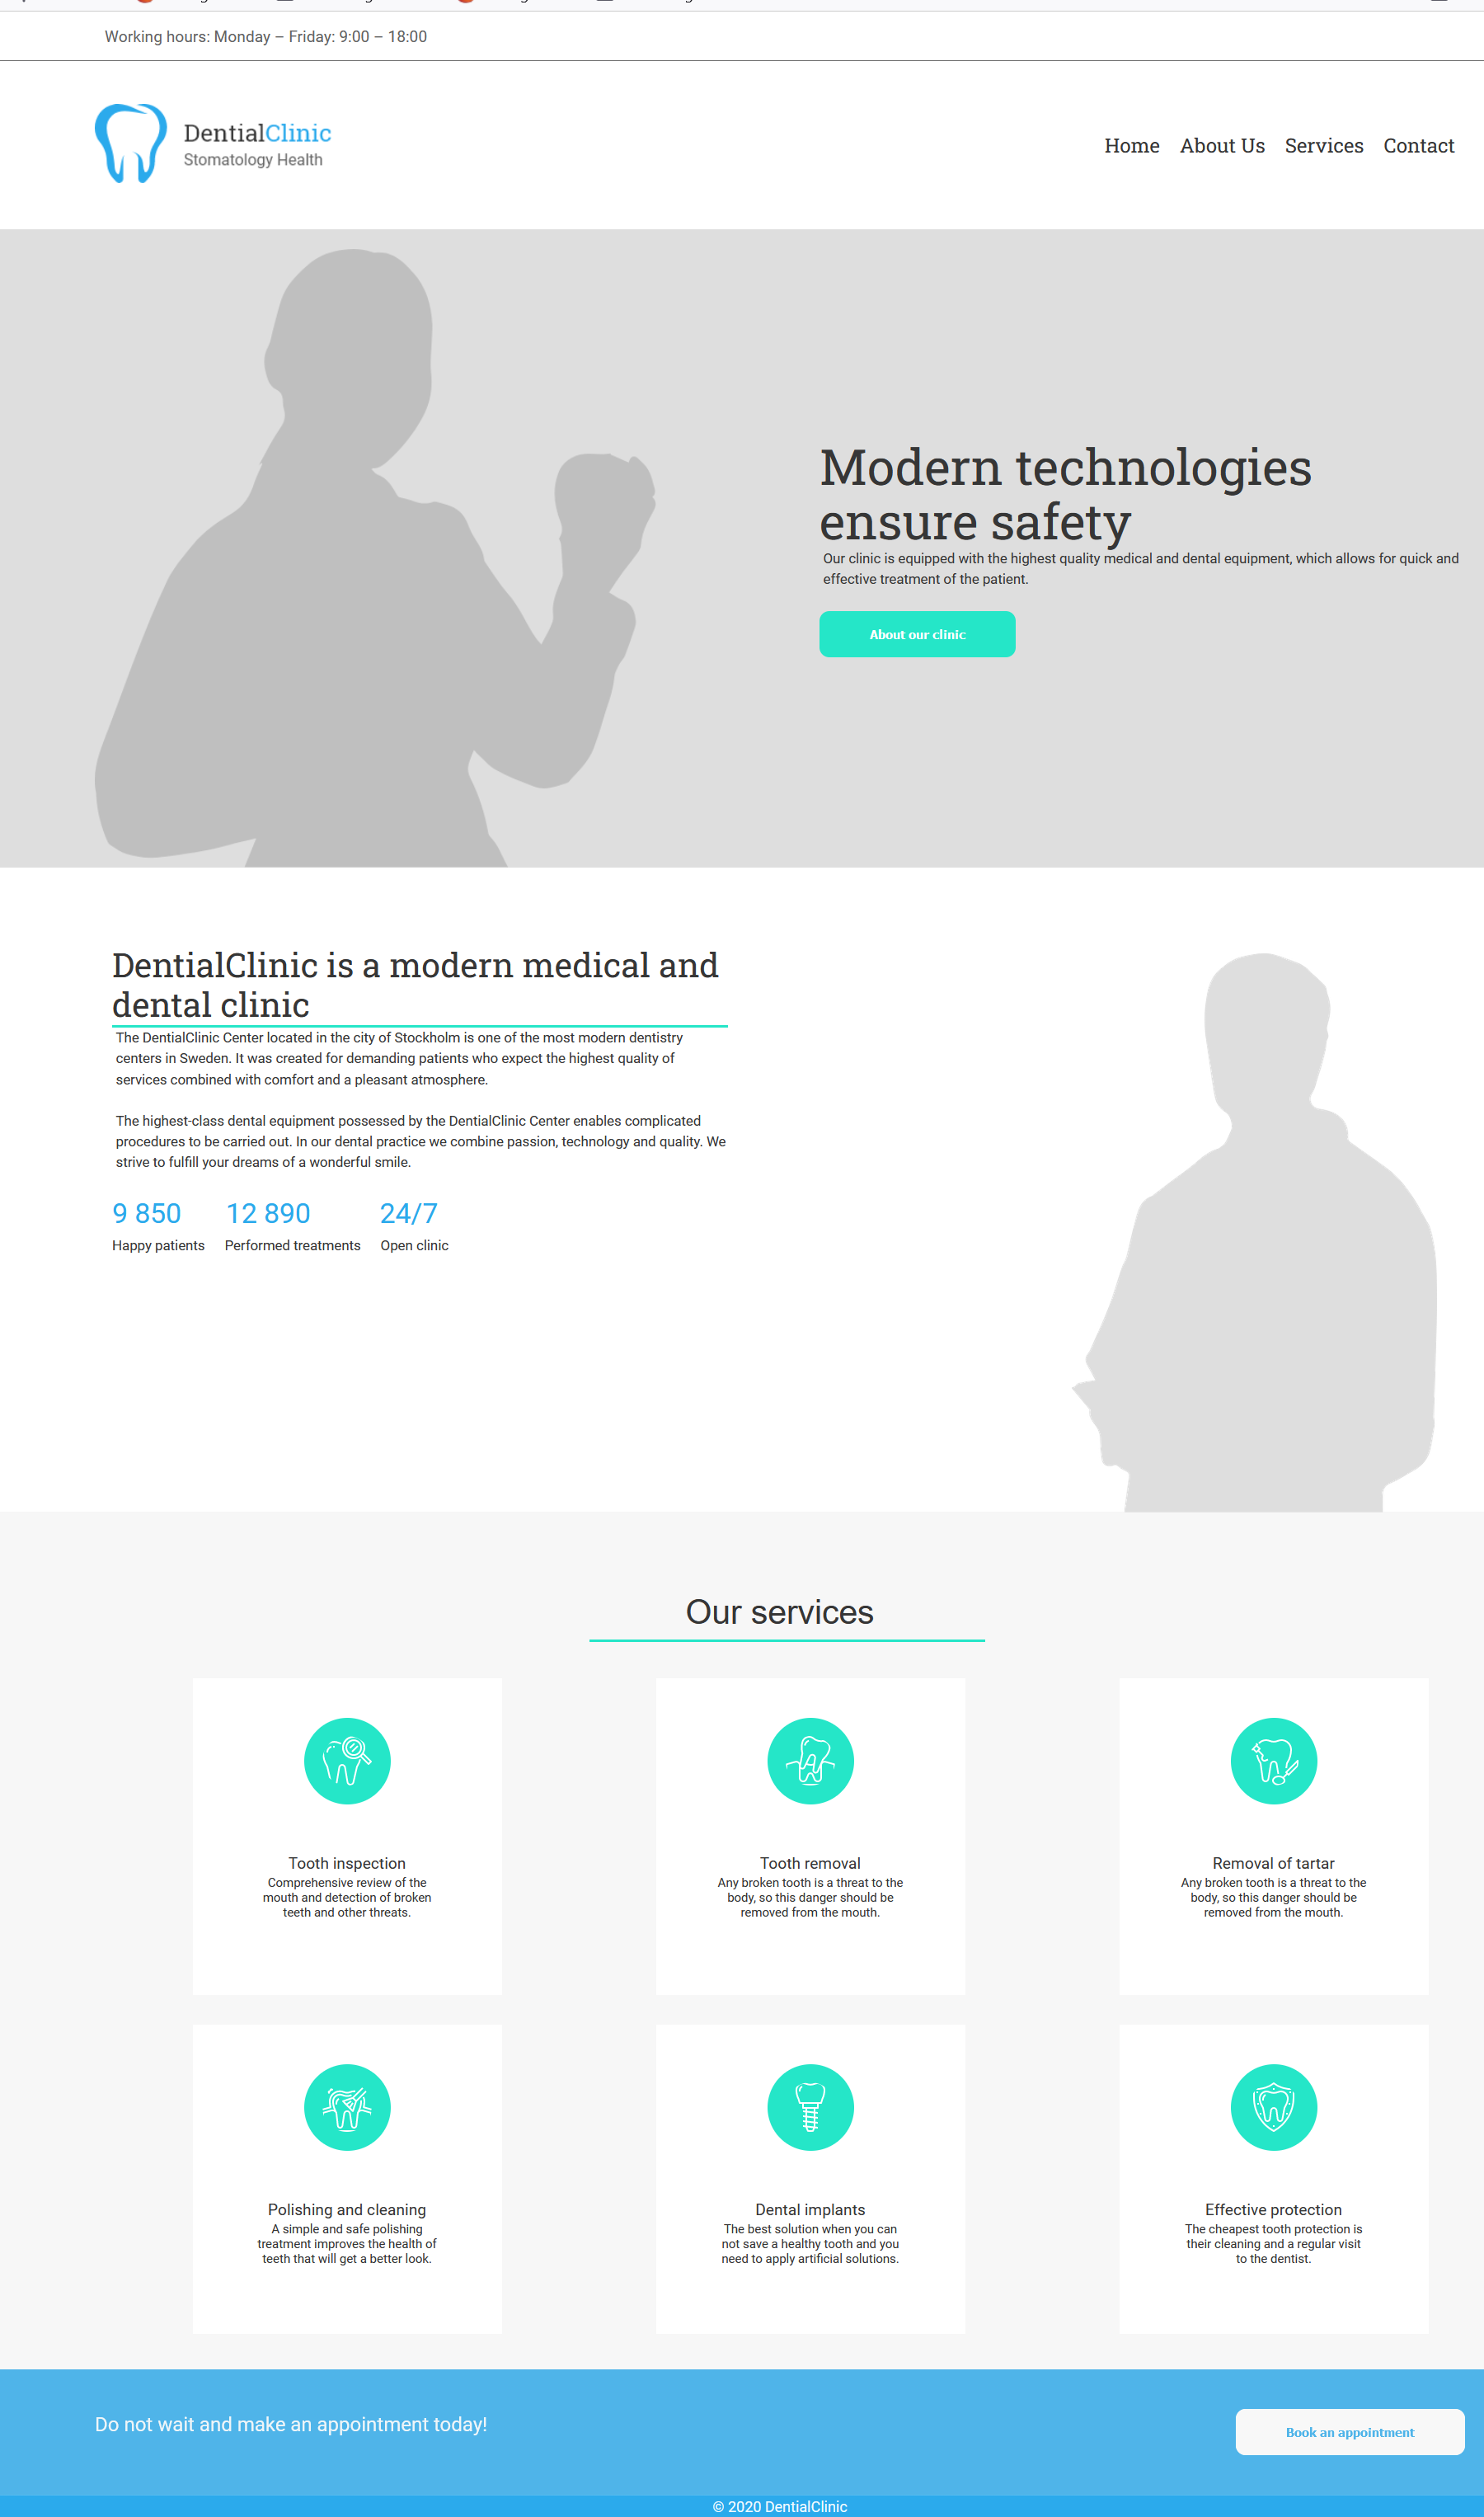 Working hours: Monday – Friday: 9:00 – 18:00
DentialClinic
Stomatology Health
Home About Us Services Contact
Modern technologies
ensure safety
Our clinic is equipped with the highest quality medical and dental equipment, which allows for quick and
effective treatment of the patient.
About our clinic
DentialClinic is a modern medical and
dental clinic
The DentialClinic Center located in the city of Stockholm is one of the most modern dentistry
centers in Sweden. It was created for demanding patients who expect the highest quality of
services combined with comfort and a pleasant atmosphere.
The highest-class dental equipment possessed by the DentialClinic Center enables complicated
procedures to be carried out. In our dental practice we combine passion, technology and quality. We
strive to fulfill your dreams of a wonderful smile.
9 850 12 890 24/7
Happy patients Performed treatments Open clinic
Our services
Tooth inspection
Comprehensive review of the
mouth and detection of broken
teeth and other threats.
Tooth removal
Any broken tooth is a threat to the
body, so this danger should be
removed from the mouth.
Removal of tartar
Any broken tooth is a threat to the
body, so this danger should be
removed from the mouth.
Polishing and cleaning
A simple and safe polishing
treatment improves the health of
teeth that will get a better look.
Dental implants
The best solution when you can
not save a healthy tooth and you
need to apply artificial solutions.
Effective protection
The cheapest tooth protection is
their cleaning and a regular visit
to the dentist.
Do not wait and make an appointment today!
Book an appointment
© 2020 DentialClinic